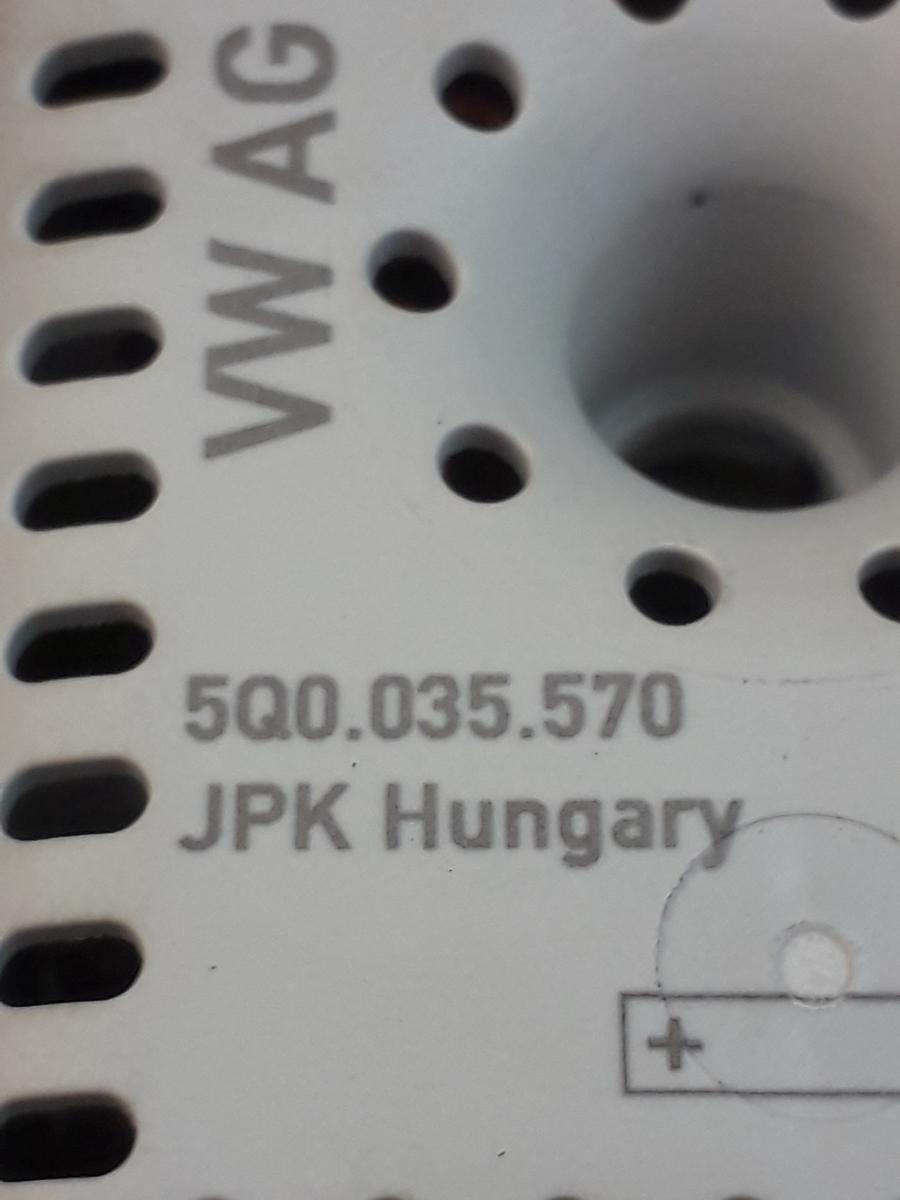 VW AG
5Q0.035.570
JPK Hungary
+